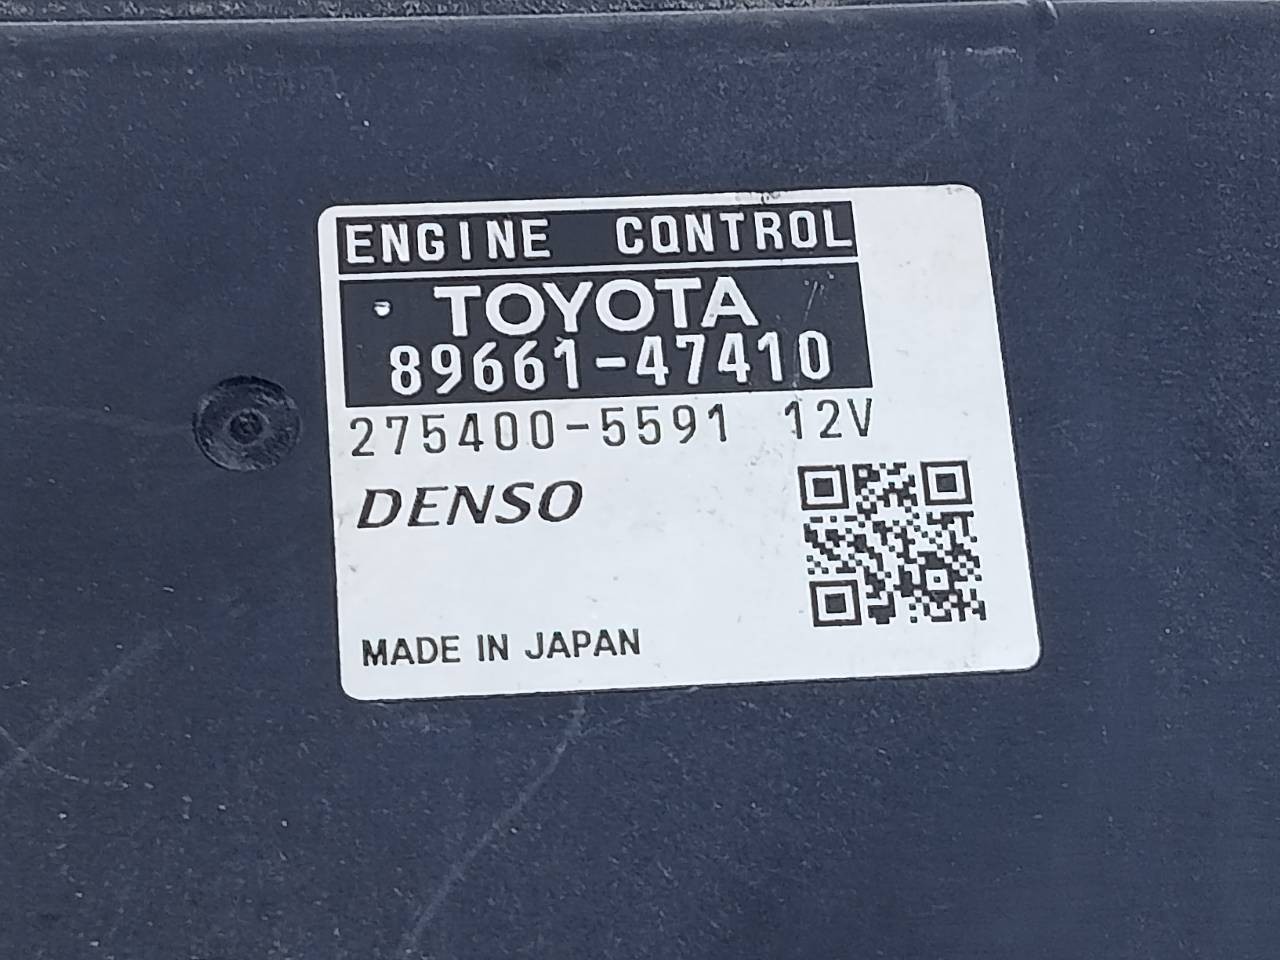 ENGINE CONTROL
TOYOTA
89661-47410
275400-5591 12V
DENSO
MADE IN JAPAN